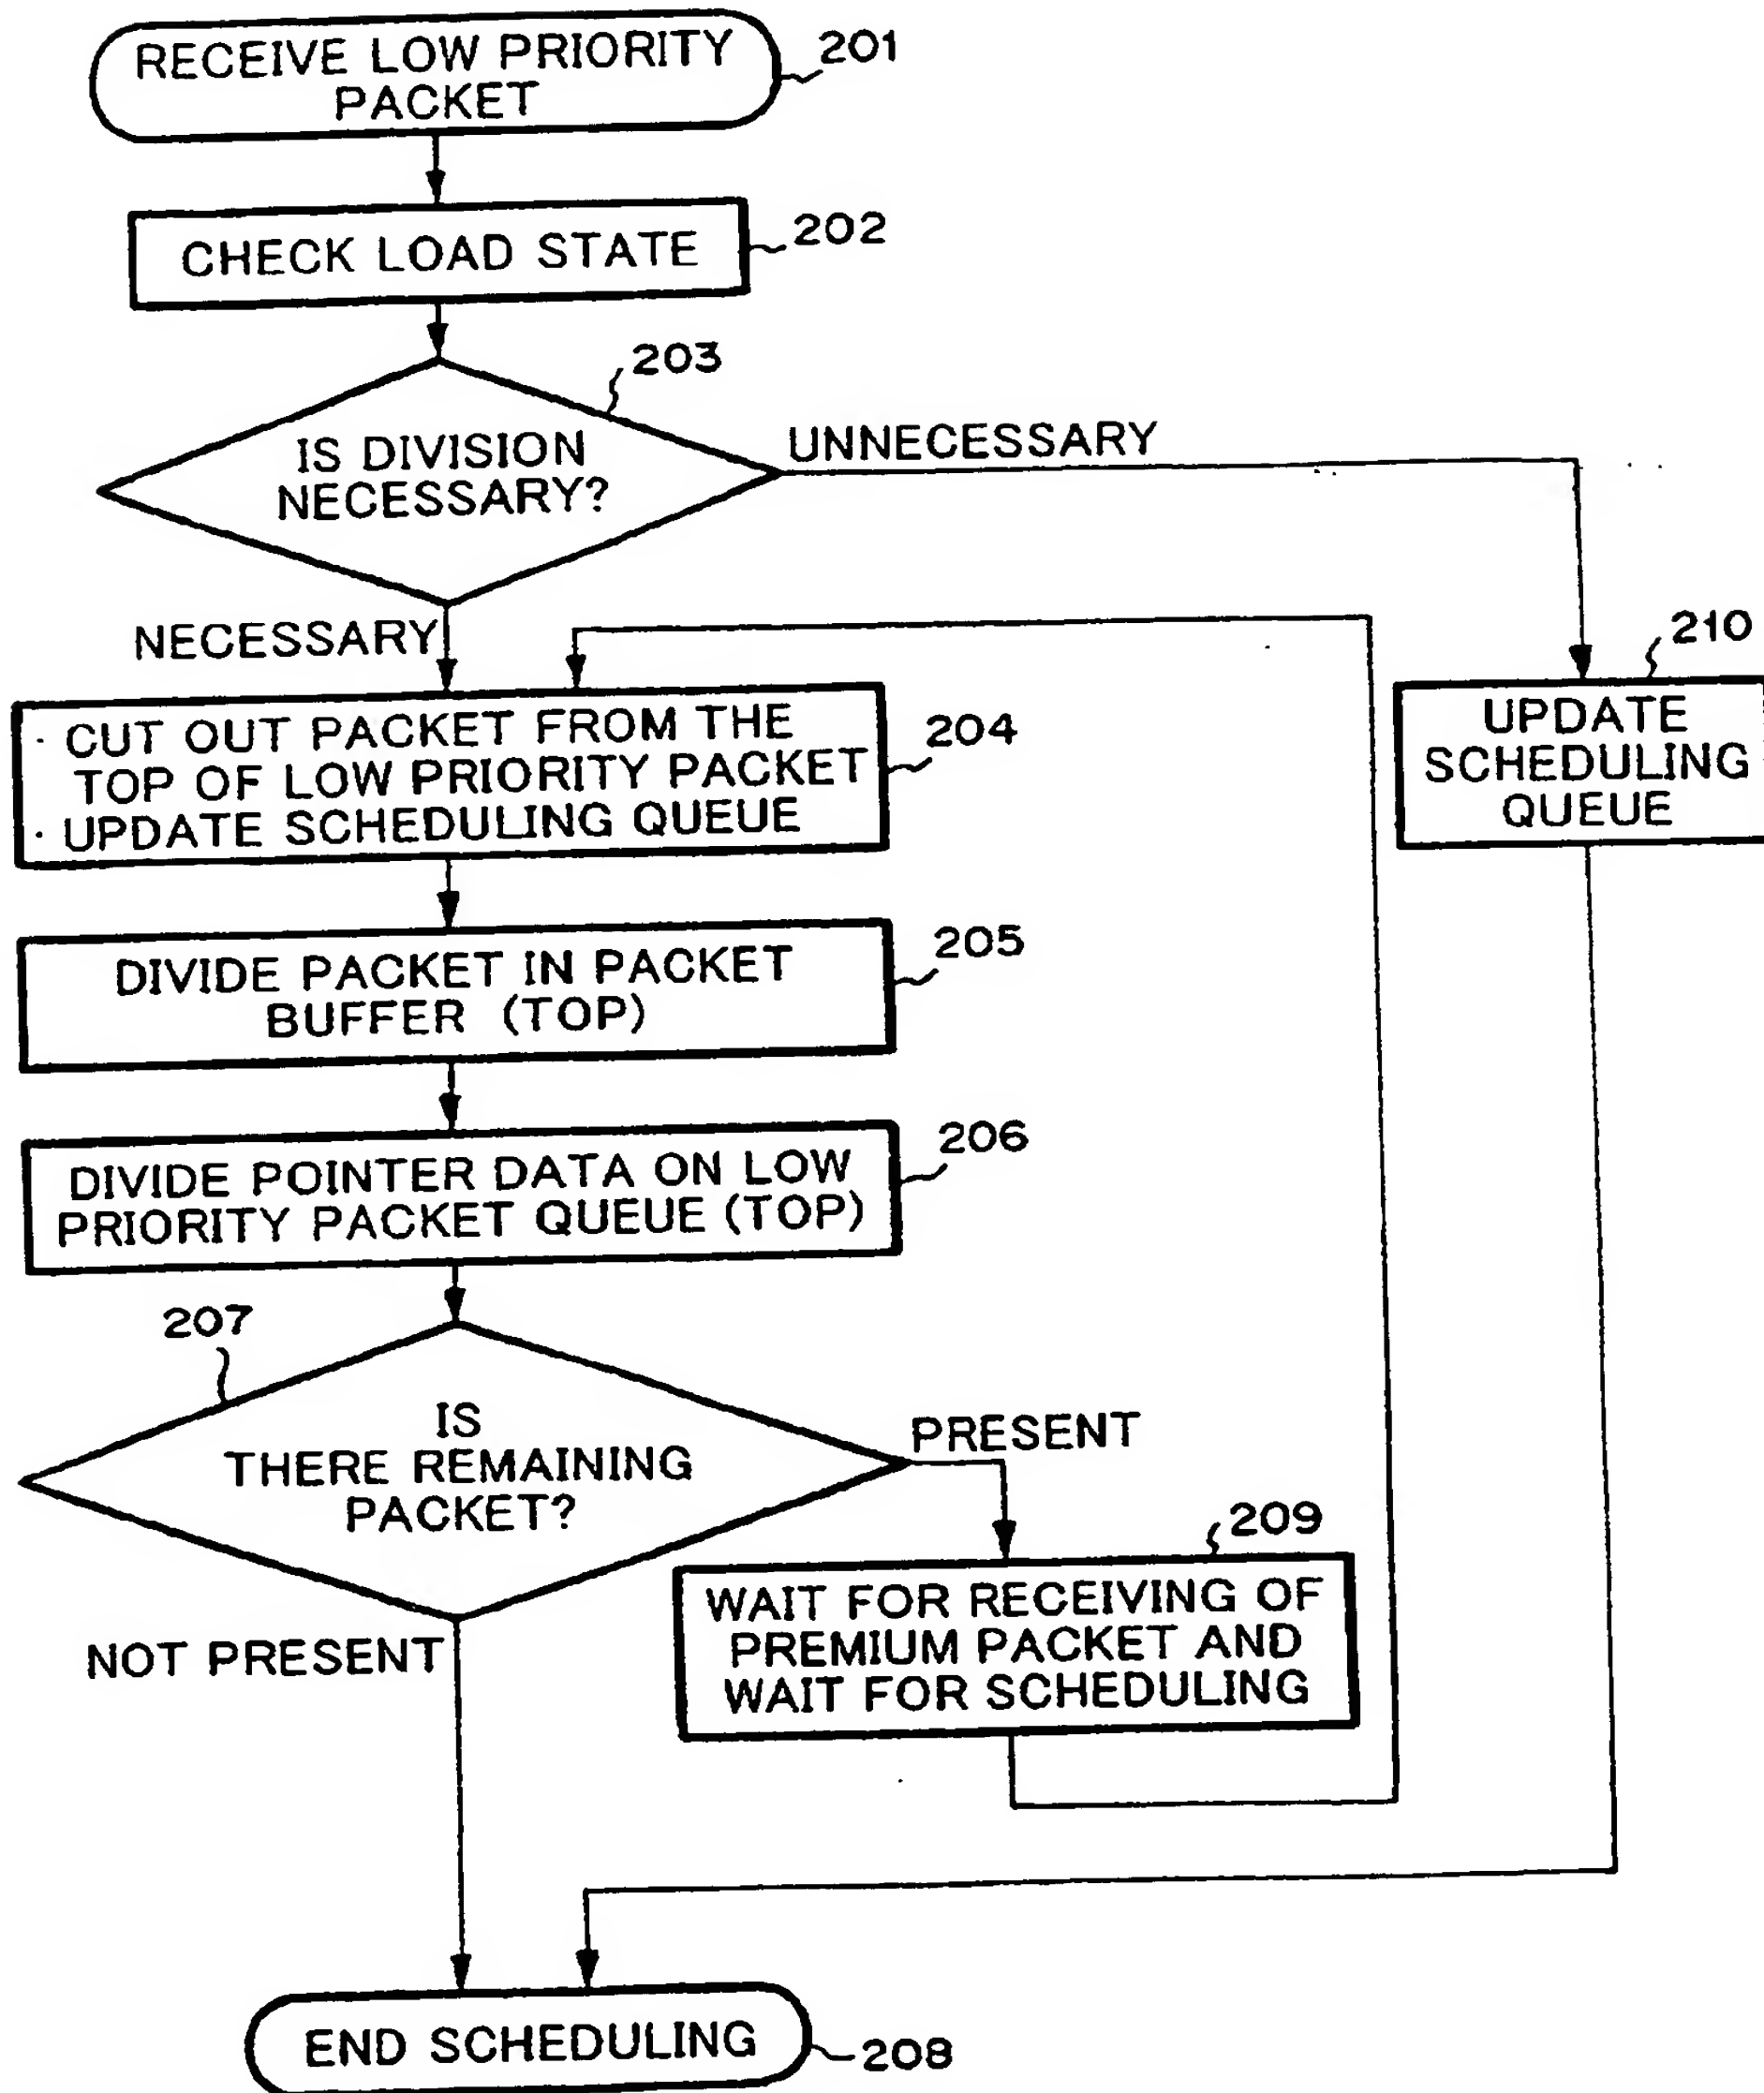 RECEIVE LOW PRIORITY
PACKET
201
CHECK LOAD STATE
202
203
IS DIVISION
NECESSARY?
UNNECESSARY
NECESSARY
210
UPDATE
SCHEDULING
QUEUE
· CUT OUT PACKET FROM THE
TOP OF LOW PRIORITY PACKET
· UPDATE SCHEDULING QUEUE
204
DIVIDE PACKET IN PACKET
BUFFER (TOP)
205
DIVIDE POINTER DATA ON LOW
PRIORITY PACKET QUEUE (TOP)
206
207
IS
THERE REMAINING
PACKET?
PRESENT
209
WAIT FOR RECEIVING OF
PREMIUM PACKET AND
WAIT FOR SCHEDULING
NOT PRESENT
END SCHEDULING
208